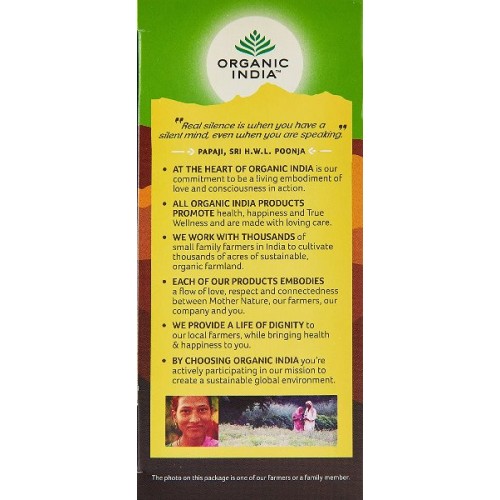 ORGANIC
INDIA™
"Real silence is when you have a
silent mind, even when you are speaking."
PAPAJI, SRI H.W.L. POONJA
• AT THE HEART OF ORGANIC INDIA is our
commitment to be a living embodiment of
love and consciousness in action.
• ALL ORGANIC INDIA PRODUCTS
PROMOTE health, happiness and True
Wellness and are made with loving care.
• WE WORK WITH THOUSANDS of
small family farmers in India to cultivate
thousands of acres of sustainable,
organic farmland.
• EACH OF OUR PRODUCTS EMBODIES
a flow of love, respect and connectedness
between Mother Nature, our farmers, our
company and you.
• WE PROVIDE A LIFE OF DIGNITY to
our local farmers, while bringing health
& happiness to you.
• BY CHOOSING ORGANIC INDIA you're
actively participating in our mission to
create a sustainable global environment.
The photo on this package is one of our farmers or a family member.